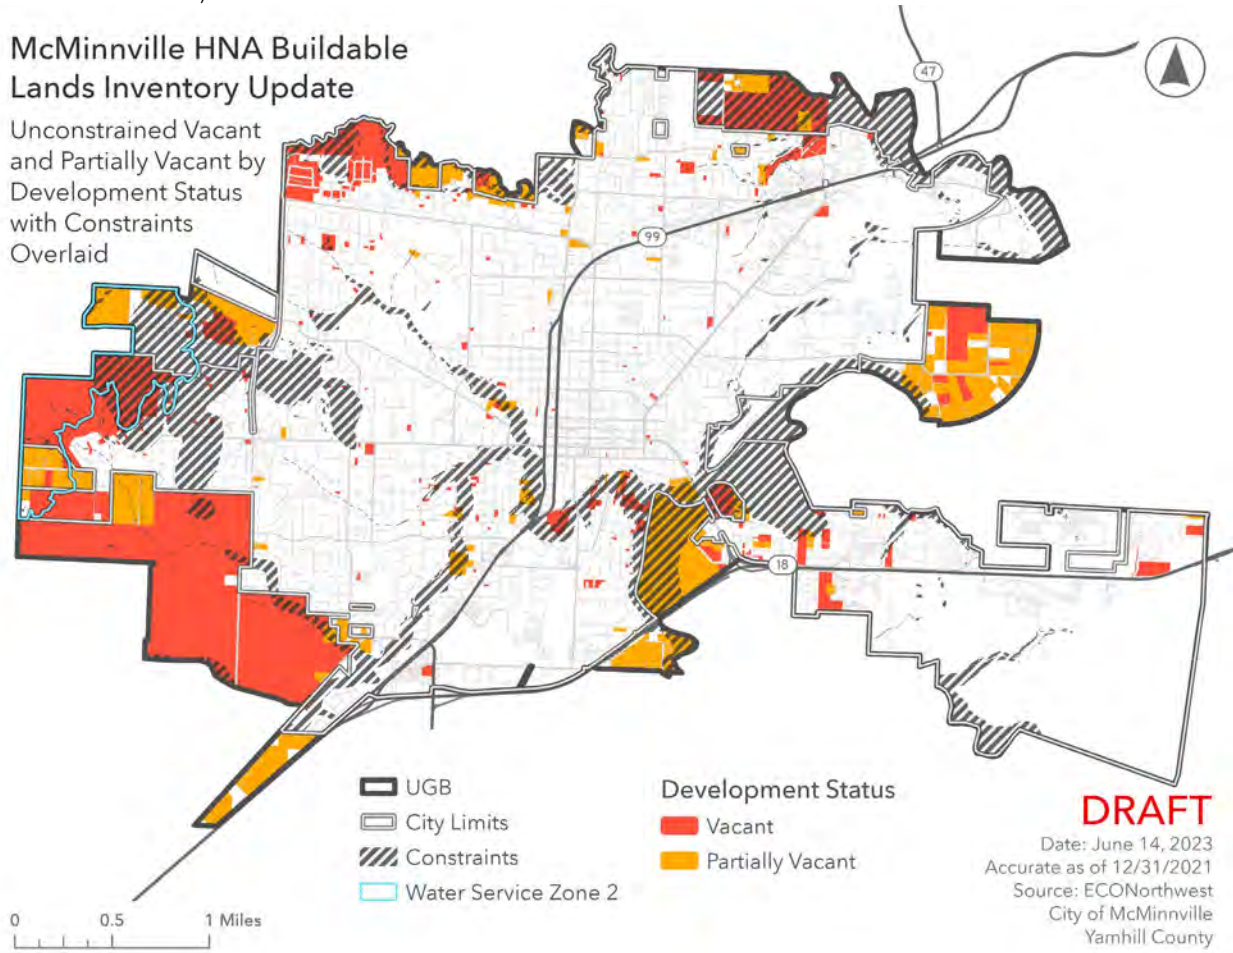 McMinnville HNA Buildable
Lands Inventory Update
Unconstrained Vacant
and Partially Vacant by
Development Status
with Constraints
Overlaid
47
99
18
UGB
City Limits
Constraints
Water Service Zone 2
Development Status
Vacant
Partially Vacant
DRAFT
Date: June 14, 2023
Accurate as of 12/31/2021
Source: ECONorthwest
City of McMinnville
Yamhill County
0 0.5 1 Miles